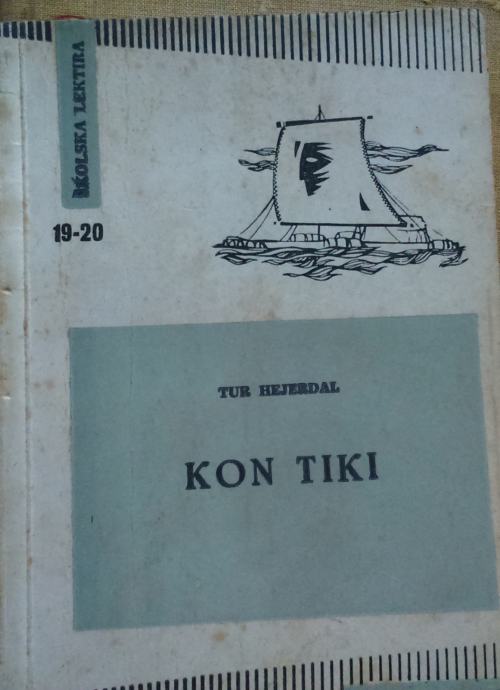 ŠKOLSKA LEKTIRA
19-20
TUR HEJERDAL
KON TIKI